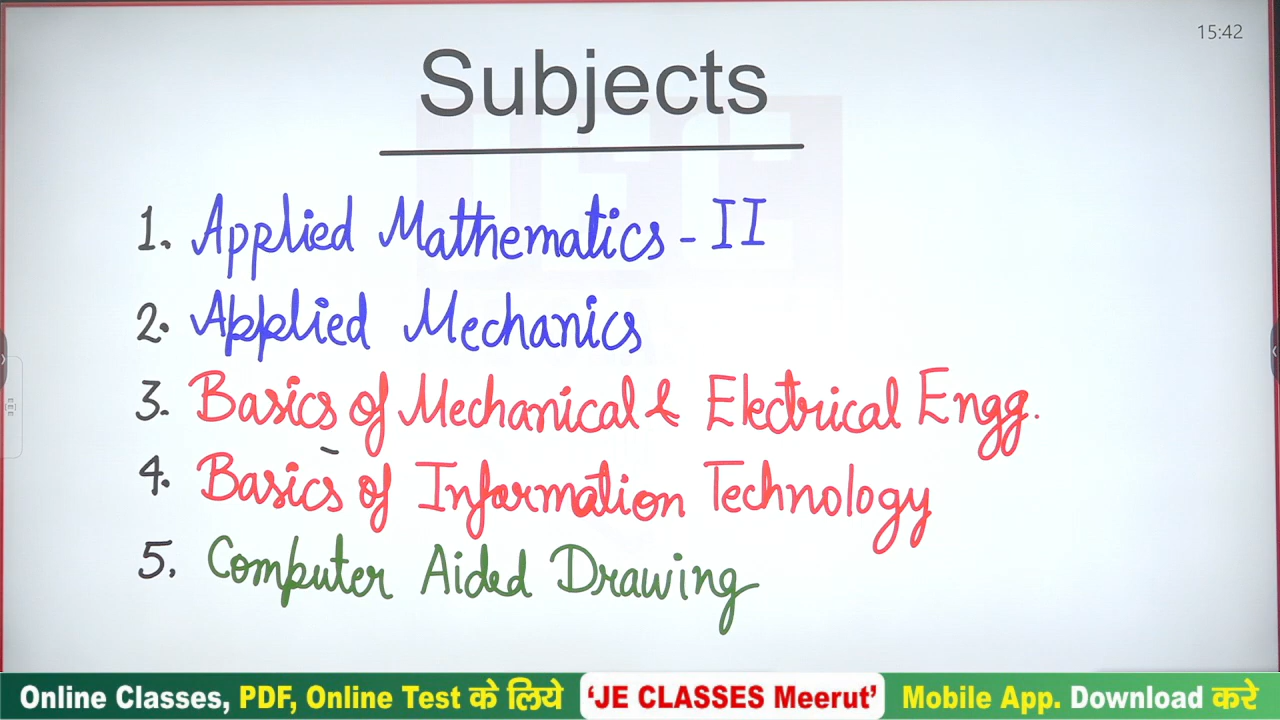 15:42
Subjects
1. Applied Mathematics - II
2. Applied Mechanics
3. Basics of Mechanical & Electrical Engg.
4. Basics of Information Technology
5. Computer Aided Drawing
Online Classes, PDF, Online Test के लिये ‘JE CLASSES Meerut’ Mobile App. Download करे